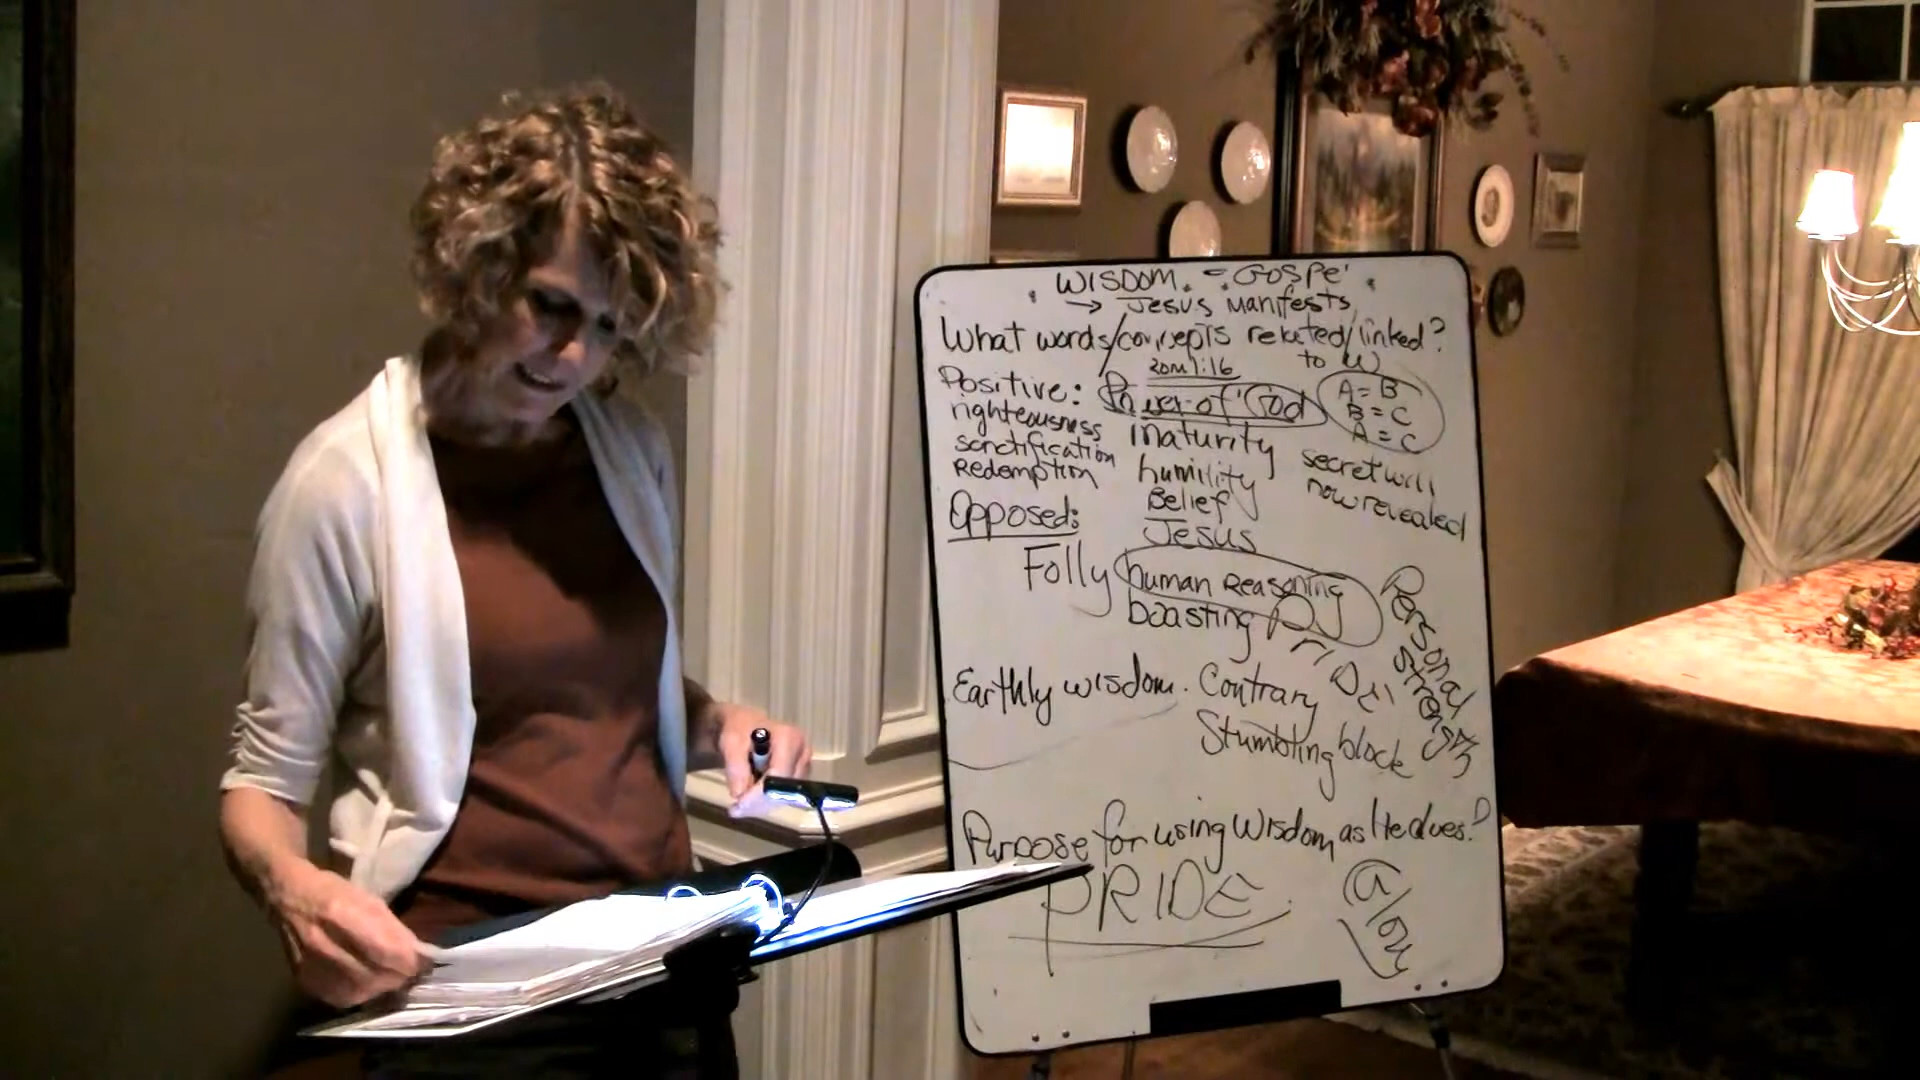 WISDOM = GOSPE'
→ Jesus manifests
What words/concepts related/linked?
to W
Rom 1:16
Positive: Power of God
righteousness
sanctification
Redemption
maturity
humility
Belief
Jesus
A = B
B = C
A = C
secret will
now revealed
Opposed:
Folly human Reasoning
boasting PriDE
Personal
strength
Earthly wisdom. Contrary
Stumbling block
Purpose for using Wisdom as He does?
PRIDE
Glory